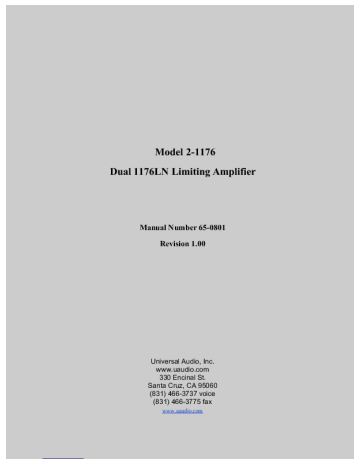 Model 2-1176
Dual 1176LN Limiting Amplifier
Manual Number 65-0801
Revision 1.00
Universal Audio, Inc.
www.uaudio.com
330 Encinal St.
Santa Cruz, CA 95060
(831) 466-3737 voice
(831) 466-3775 fax
www.uaudio.com